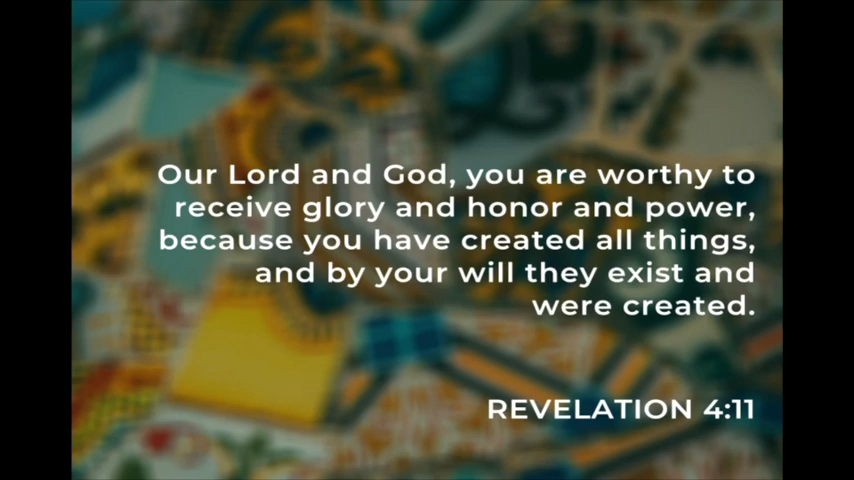 Our Lord and God, you are worthy to
receive glory and honor and power,
because you have created all things,
and by your will they exist and
were created.
REVELATION 4:11